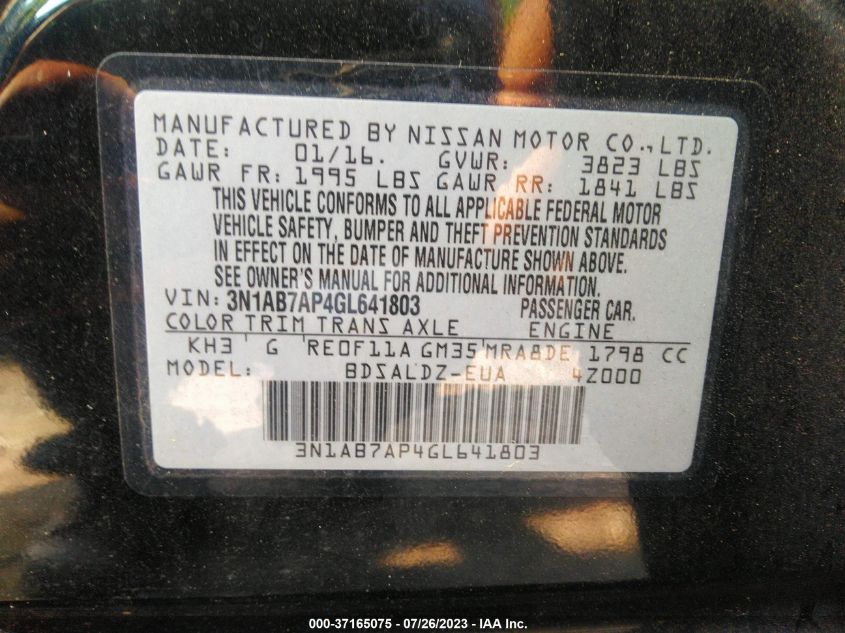 MANUFACTURED BY NISSAN MOTOR CO., LTD.
DATE: 01/16. GVWR: 3823 LBS
GAWR FR: 1995 LBS GAWR RR: 1841 LBS
THIS VEHICLE CONFORMS TO ALL APPLICABLE FEDERAL MOTOR
VEHICLE SAFETY, BUMPER AND THEFT PREVENTION STANDARDS
IN EFFECT ON THE DATE OF MANUFACTURE SHOWN ABOVE.
SEE OWNER'S MANUAL FOR ADDITIONAL INFORMATION.
VIN: 3N1AB7AP4GL641803 PASSENGER CAR.
COLOR TRIM TRANS AXLE ENGINE
KH3 G RE0F11A GM35 MRA8DE 1798 CC
MODEL: BDSALDZ-EUA 4Z000
3N1AB7AP4GL641803
000-37165075 - 07/26/2023 - IAA Inc.